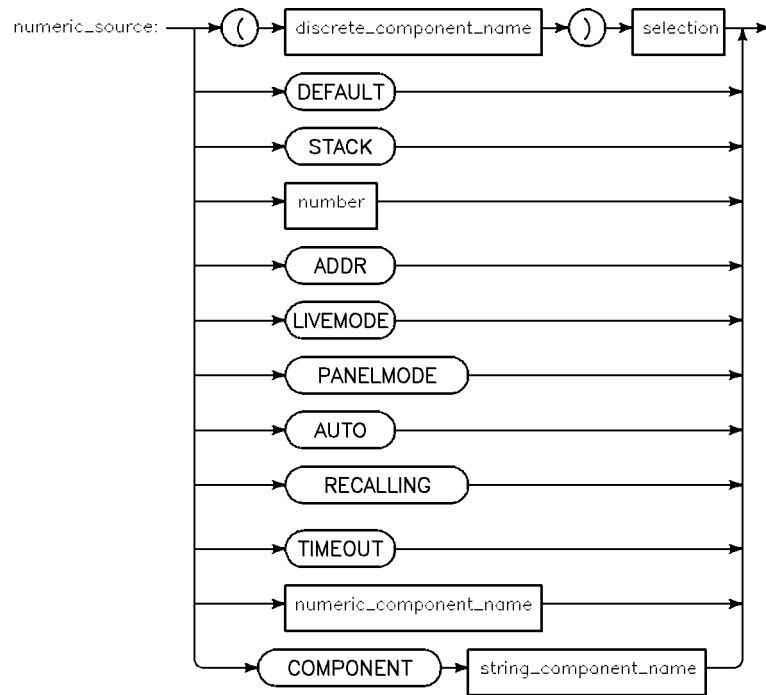 numeric_source: ( discrete_component_name ) selection
DEFAULT
STACK
number
ADDR
LIVEMODE
PANELMODE
AUTO
RECALLING
TIMEOUT
numeric_component_name
COMPONENT string_component_name